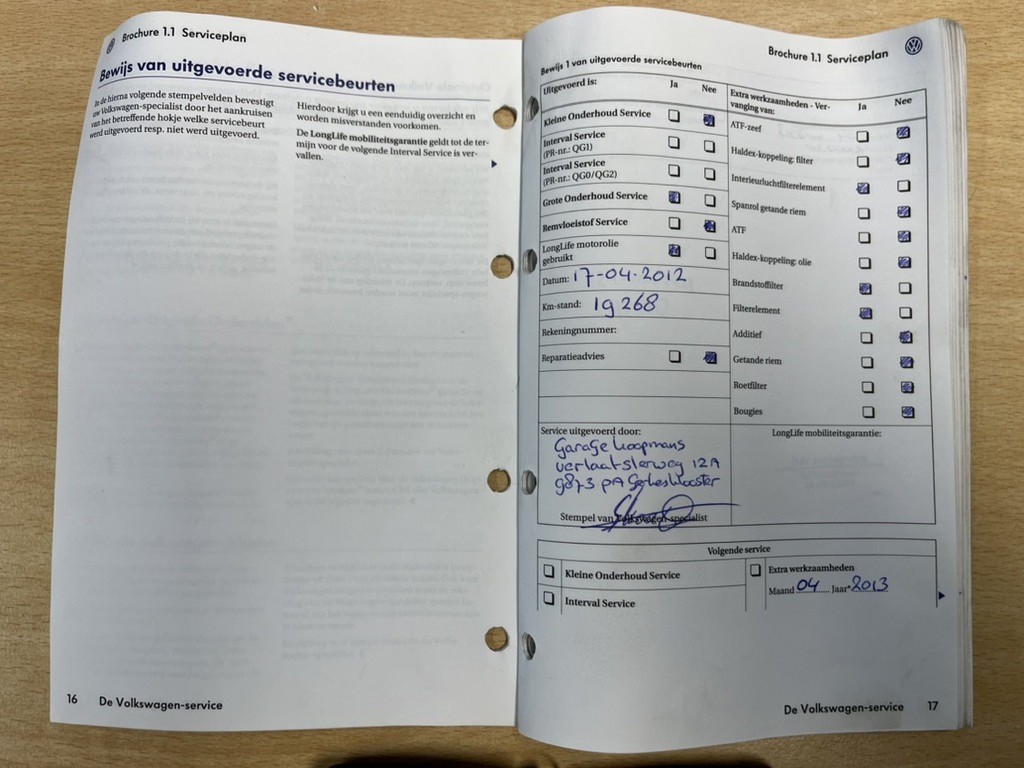 Brochure 1.1 Serviceplan
Bewijs van uitgevoerde servicebeurten
In de hierna volgende stempelvelden bevestigt
uw Volkswagen-specialist door het aankruisen
van het betreffende hokje welke servicebeurt
werd uitgevoerd resp. niet werd uitgevoerd.
Hierdoor krijgt u een eenduidig overzicht en
worden misverstanden voorkomen.
De LongLife mobiliteitsgarantie geldt tot de ter-
mijn voor de volgende Interval Service is ver-
vallen.
16 De Volkswagen-service
Brochure 1.1 Serviceplan
Bewijs 1 van uitgevoerde servicebeurten
Uitgevoerd is: Ja Nee
Kleine Onderhoud Service
Interval Service
(PR-nr.: QG1)
Interval Service
(PR-nr.: QG0/QG2)
Grote Onderhoud Service
Remvloeistof Service
LongLife motorolie
gebruikt
Datum: 17-04-2012
Km-stand: 19 268
Rekeningnummer:
Reparatieadvies
Extra werkzaamheden - Ver-
vanging van: Ja Nee
ATF-zeef
Haldex-koppeling: filter
Interieurluchtfilterelement
Spanrol getande riem
ATF
Haldex-koppeling: olie
Brandstoffilter
Filterelement
Additief
Getande riem
Roetfilter
Bougies
Service uitgevoerd door:
Garage Koopmans
verlaatsterweg 12A
9873 PA Gerkesklooster
Stempel van Volkswagen-specialist
LongLife mobiliteitsgarantie:
Volgende service
Kleine Onderhoud Service
Interval Service
Extra werkzaamheden
Maand 04 Jaar* 2013
De Volkswagen-service 17